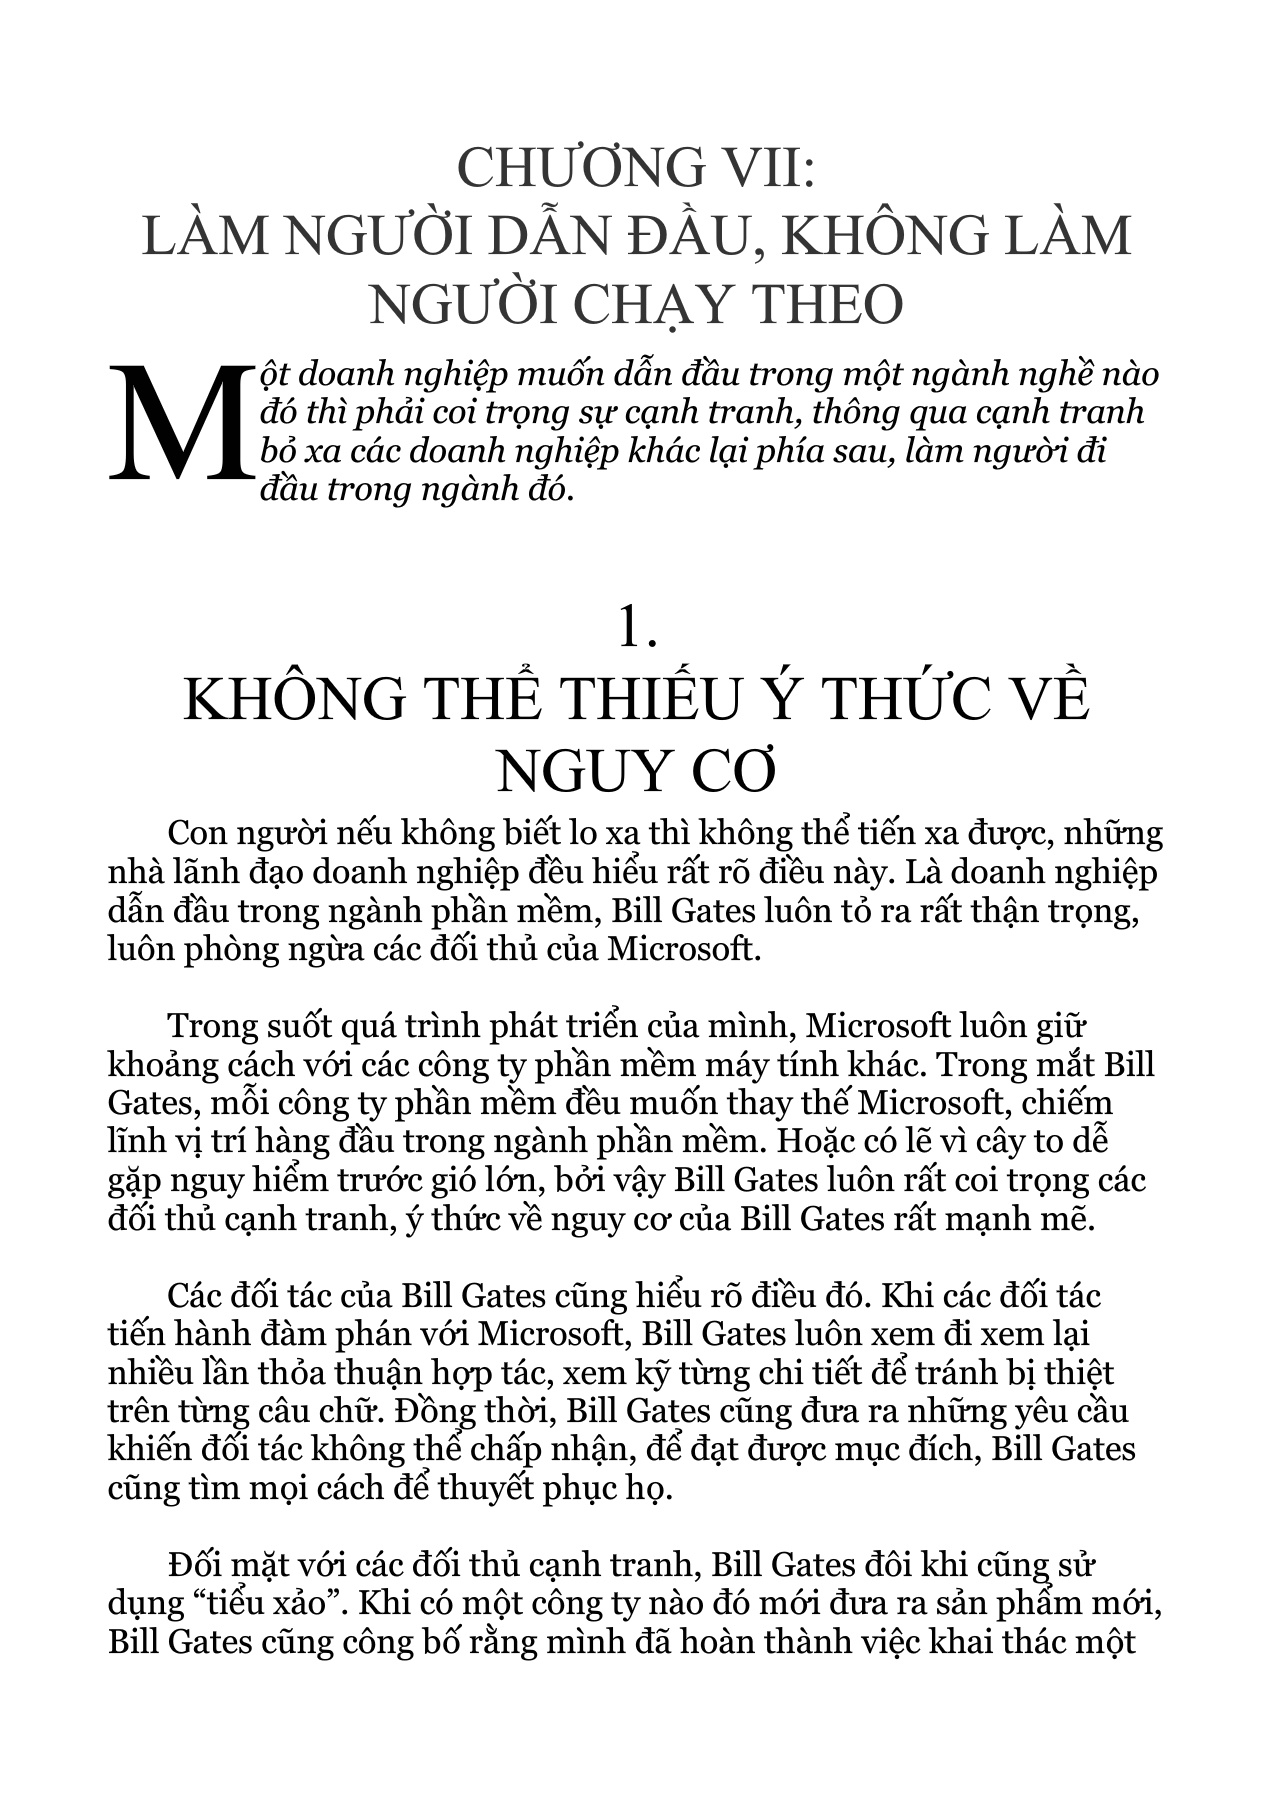 CHƯƠNG VII:
LÀM NGƯỜI DẪN ĐẦU, KHÔNG LÀM
NGƯỜI CHẠY THEO
Một doanh nghiệp muốn dẫn đầu trong một ngành nghề nào
đó thì phải coi trọng sự cạnh tranh, thông qua cạnh tranh
bỏ xa các doanh nghiệp khác lại phía sau, làm người đi
đầu trong ngành đó.
1.
KHÔNG THỂ THIẾU Ý THỨC VỀ
NGUY CƠ
Con người nếu không biết lo xa thì không thể tiến xa được, những
nhà lãnh đạo doanh nghiệp đều hiểu rất rõ điều này. Là doanh nghiệp
dẫn đầu trong ngành phần mềm, Bill Gates luôn tỏ ra rất thận trọng,
luôn phòng ngừa các đối thủ của Microsoft.
Trong suốt quá trình phát triển của mình, Microsoft luôn giữ
khoảng cách với các công ty phần mềm máy tính khác. Trong mắt Bill
Gates, mỗi công ty phần mềm đều muốn thay thế Microsoft, chiếm
lĩnh vị trí hàng đầu trong ngành phần mềm. Hoặc có lẽ vì cây to dễ
gặp nguy hiểm trước gió lớn, bởi vậy Bill Gates luôn rất coi trọng các
đối thủ cạnh tranh, ý thức về nguy cơ của Bill Gates rất mạnh mẽ.
Các đối tác của Bill Gates cũng hiểu rõ điều đó. Khi các đối tác
tiến hành đàm phán với Microsoft, Bill Gates luôn xem đi xem lại
nhiều lần thỏa thuận hợp tác, xem kỹ từng chi tiết để tránh bị thiệt
trên từng câu chữ. Đồng thời, Bill Gates cũng đưa ra những yêu cầu
khiến đối tác không thể chấp nhận, để đạt được mục đích, Bill Gates
cũng tìm mọi cách để thuyết phục họ.
Đối mặt với các đối thủ cạnh tranh, Bill Gates đôi khi cũng sử
dụng “tiểu xảo”. Khi có một công ty nào đó mới đưa ra sản phẩm mới,
Bill Gates cũng công bố rằng mình đã hoàn thành việc khai thác một